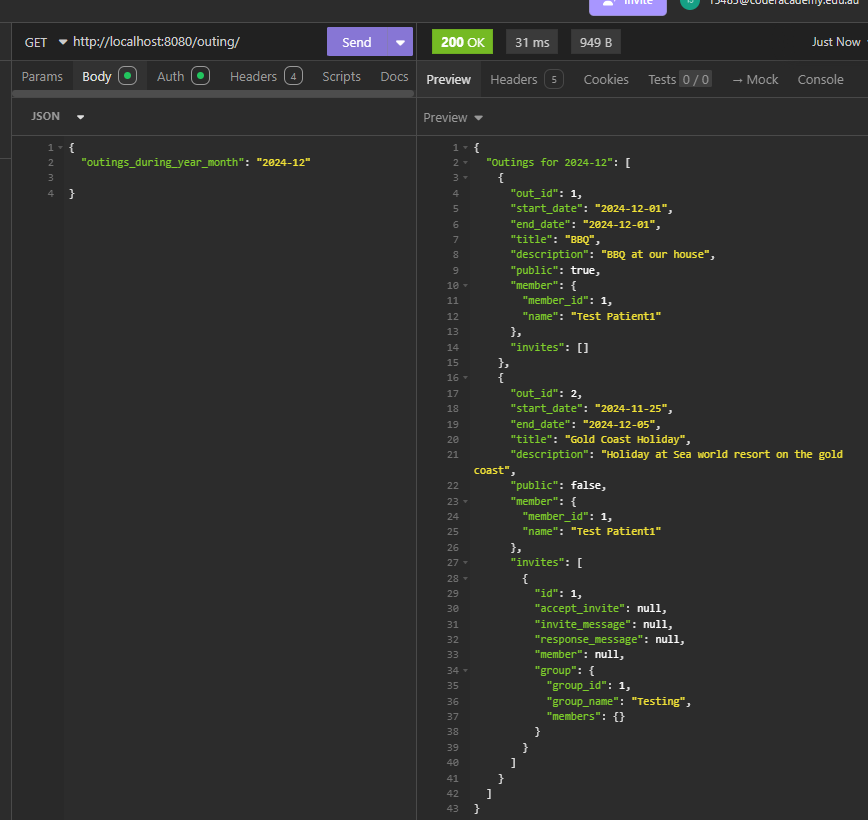 Invite
15485@coderacademy.edu.au
GET http://localhost:8080/outing/ Send
200 OK 31 ms 949 B Just Now
Params Body Auth Headers 4 Scripts Docs
Preview Headers 5 Cookies Tests 0 / 0 → Mock Console
JSON
Preview
1 {
2 "outings_during_year_month": "2024-12"
3
4 }
1 {
2 "Outings for 2024-12": [
3 {
4 "out_id": 1,
5 "start_date": "2024-12-01",
6 "end_date": "2024-12-01",
7 "title": "BBQ",
8 "description": "BBQ at our house",
9 "public": true,
10 "member": {
11 "member_id": 1,
12 "name": "Test Patient1"
13 },
14 "invites": []
15 },
16 {
17 "out_id": 2,
18 "start_date": "2024-11-25",
19 "end_date": "2024-12-05",
20 "title": "Gold Coast Holiday",
21 "description": "Holiday at Sea world resort on the gold
coast",
22 "public": false,
23 "member": {
24 "member_id": 1,
25 "name": "Test Patient1"
26 },
27 "invites": [
28 {
29 "id": 1,
30 "accept_invite": null,
31 "invite_message": null,
32 "response_message": null,
33 "member": null,
34 "group": {
35 "group_id": 1,
36 "group_name": "Testing",
37 "members": {}
38 }
39 }
40 ]
41 }
42 ]
43 }